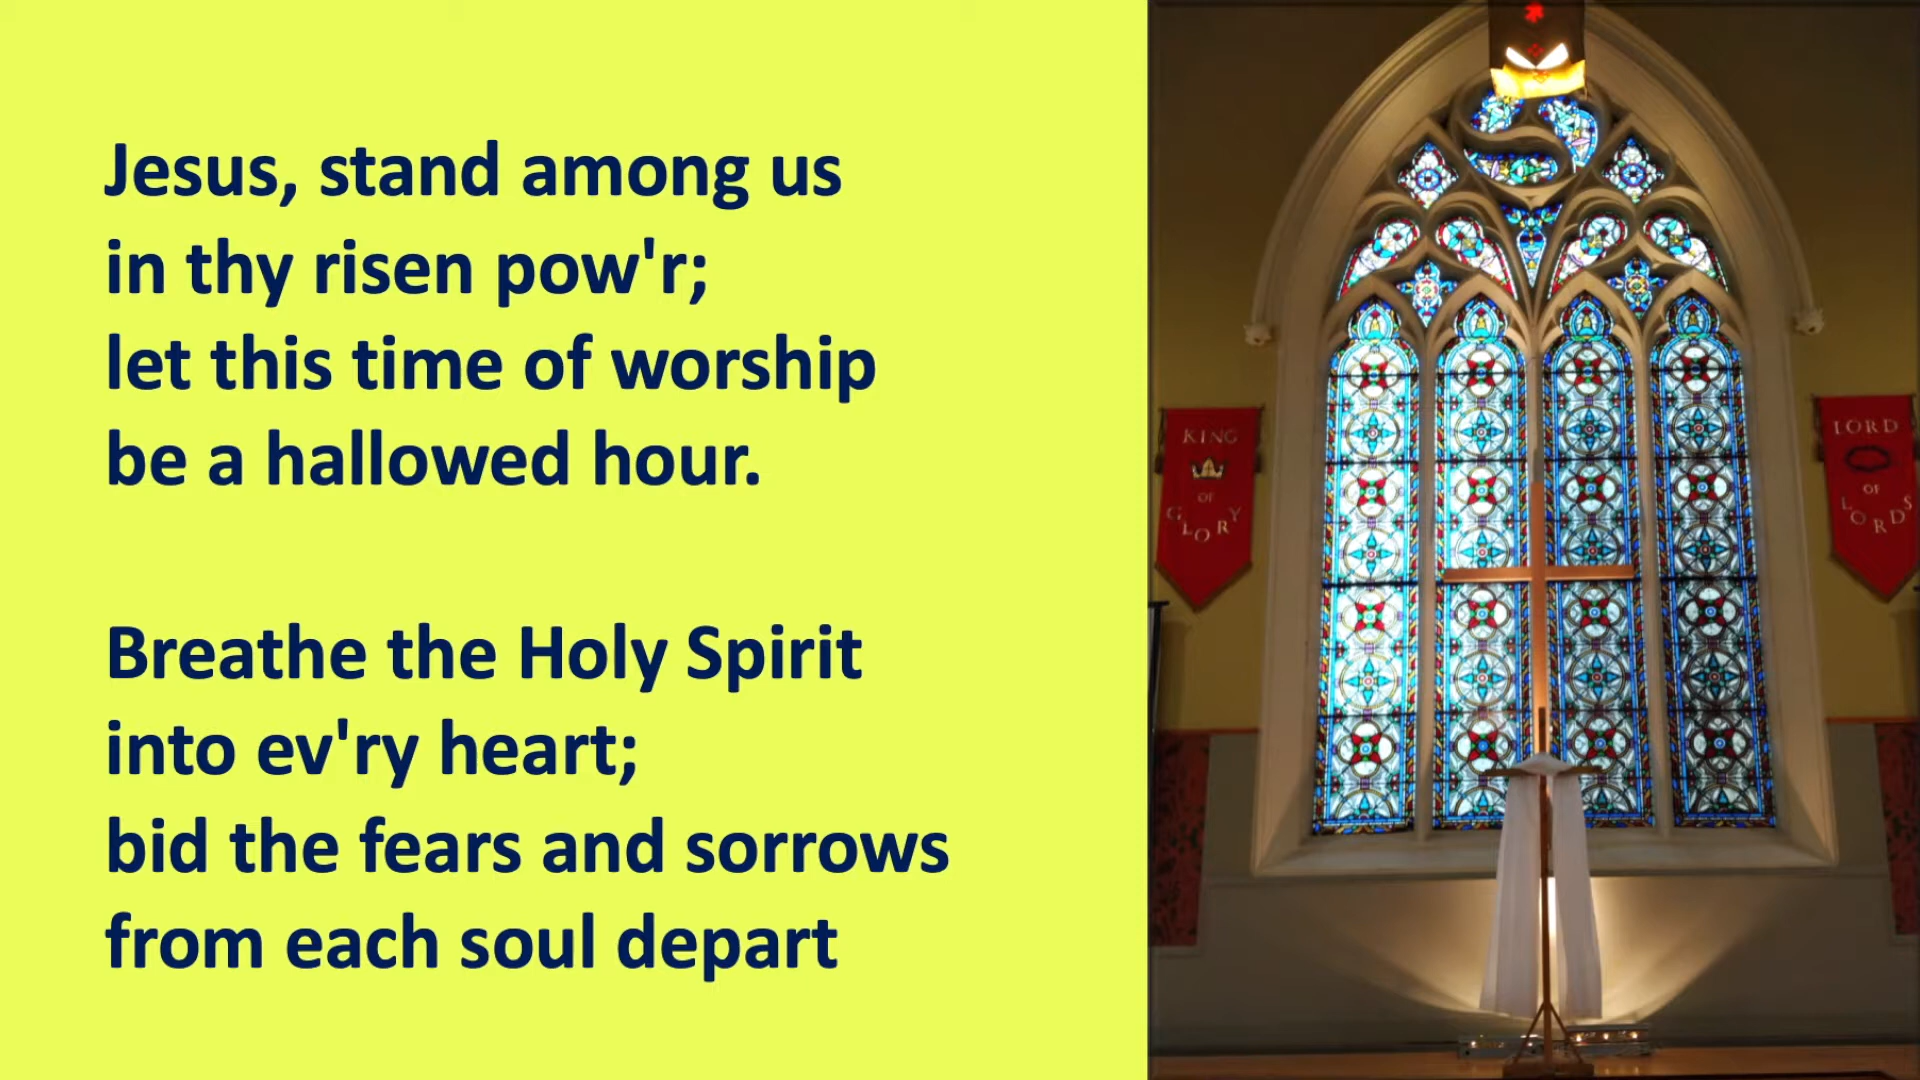 Jesus, stand among us
in thy risen pow'r;
let this time of worship
be a hallowed hour.
Breathe the Holy Spirit
into ev'ry heart;
bid the fears and sorrows
from each soul depart
KING
OF
GLORY
LORD
OF
LORDS